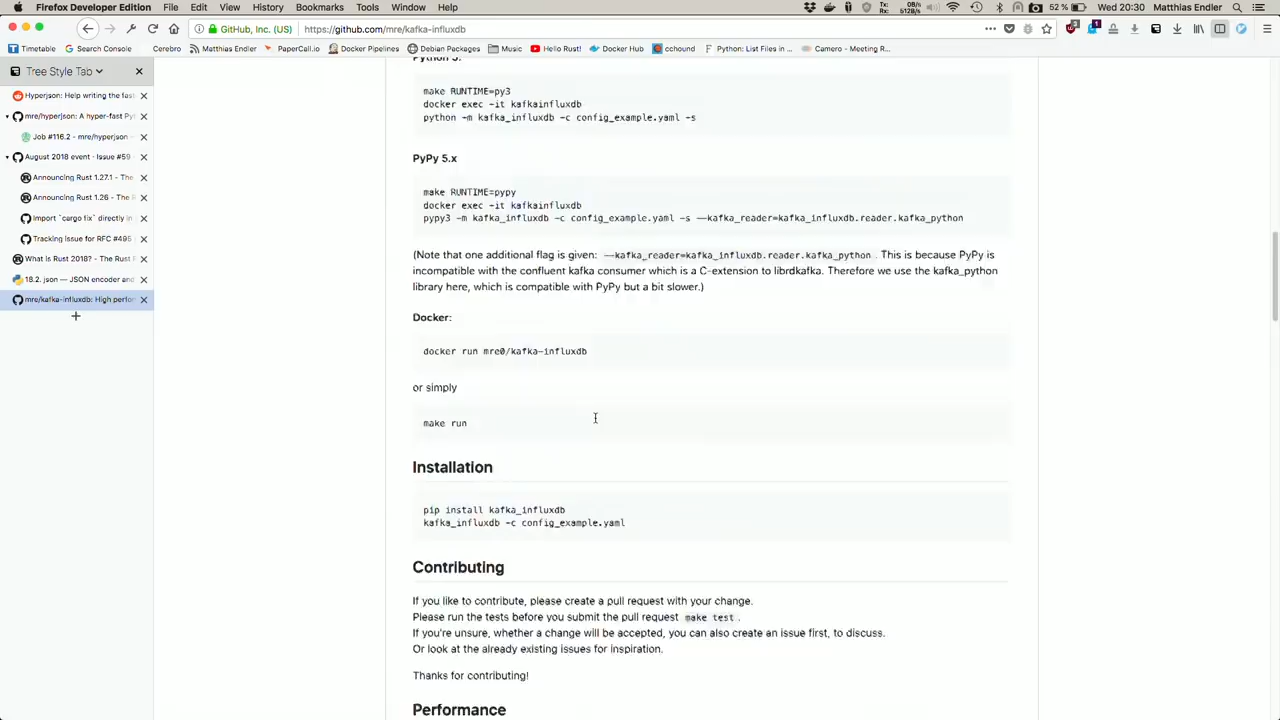 Firefox Developer Edition File Edit View History Bookmarks Tools Window Help
52 % Wed 20:30 Matthias Endler
GitHub, Inc. (US) https://github.com/mre/kafka-influxdb
Timetable Search Console Cerebro Matthias Endler PaperCall.io Docker Pipelines Debian Packages Music Hello Rust! Docker Hub cchound Python: List Files in ... Camero - Meeting R...
Tree Style Tab
Hyperjson: Help writing the fas
mre/hyperjson: A hyper-fast Py
Job #116.2 - mre/hyperjson
August 2018 event · Issue #59
Announcing Rust 1.27.1 - The
Announcing Rust 1.26 - The R
Import `cargo fix` directly in
Tracking issue for RFC #495
What Is Rust 2018? - The Rust
18.2. json — JSON encoder and
mre/kafka-influxdb: High perfor
Python 3:
make RUNTIME=py3
docker exec -it kafkainfluxdb
python -m kafka_influxdb -c config_example.yaml -s
PyPy 5.x
make RUNTIME=pypy
docker exec -it kafkainfluxdb
pypy3 -m kafka_influxdb -c config_example.yaml -s --kafka_reader=kafka_influxdb.reader.kafka_python
(Note that one additional flag is given: --kafka_reader=kafka_influxdb.reader.kafka_python . This is because PyPy is
incompatible with the confluent kafka consumer which is a C-extension to librdkafka. Therefore we use the kafka_python
library here, which is compatible with PyPy but a bit slower.)
Docker:
docker run mre0/kafka-influxdb
or simply
make run
Installation
pip install kafka_influxdb
kafka_influxdb -c config_example.yaml
Contributing
If you like to contribute, please create a pull request with your change.
Please run the tests before you submit the pull request make test .
If you're unsure, whether a change will be accepted, you can also create an issue first, to discuss.
Or look at the already existing issues for inspiration.
Thanks for contributing!
Performance